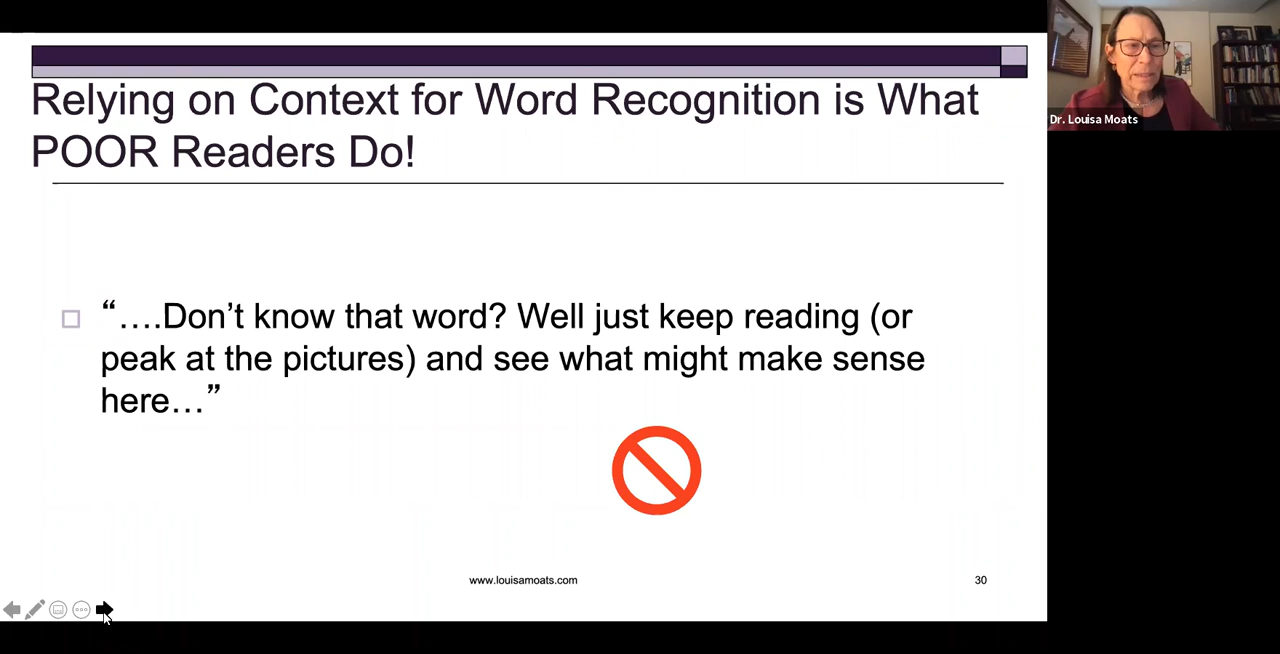 Relying on Context for Word Recognition is What
POOR Readers Do!
Dr. Louisa Moats
“….Don’t know that word? Well just keep reading (or
peak at the pictures) and see what might make sense
here…”
www.louisamoats.com
30